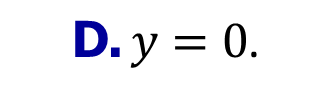 D. y = 0.